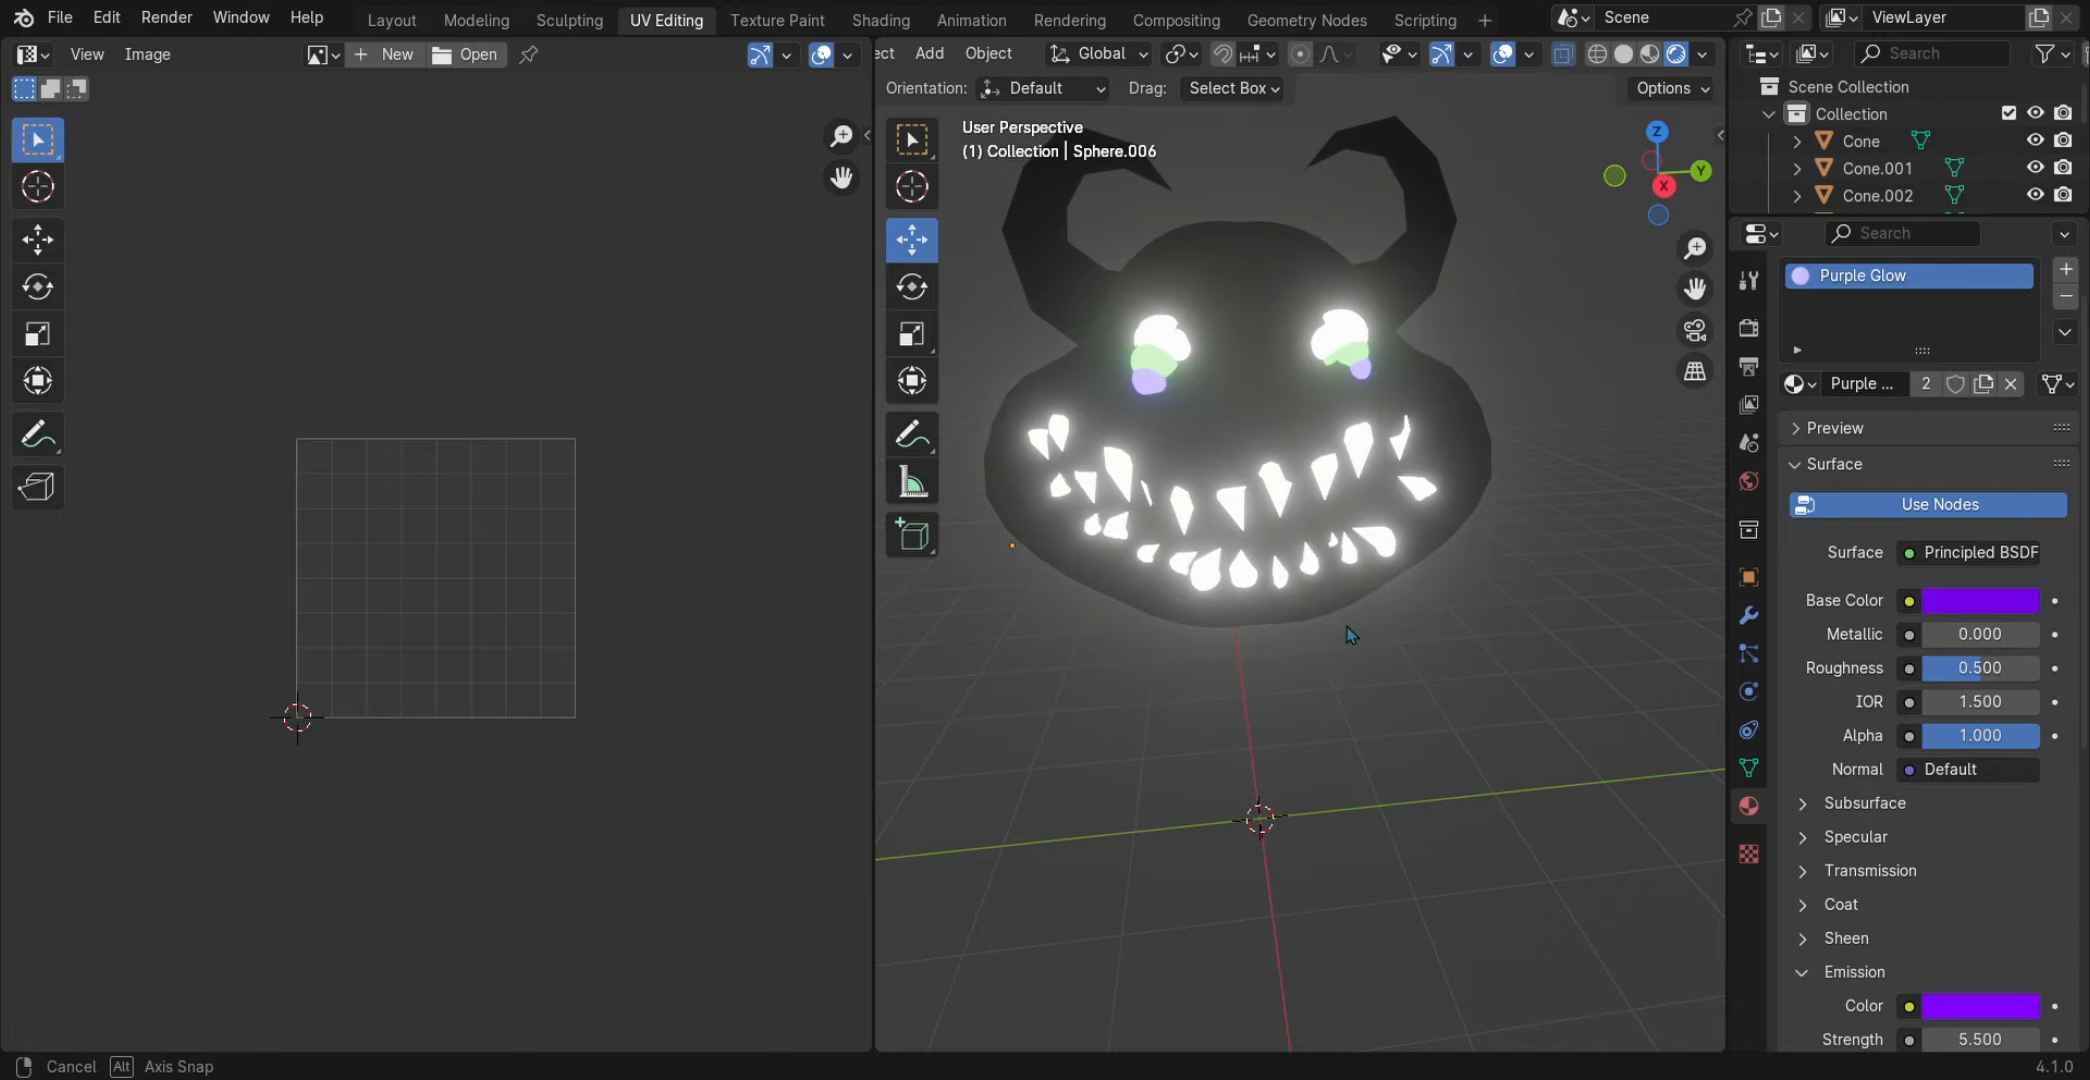 File Edit Render Window Help Layout Modeling Sculpting UV Editing Texture Paint Shading Animation Rendering Compositing Geometry Nodes Scripting + Scene ViewLayer
View Image + New Open ect Add Object Global Search
Orientation: Default Drag: Select Box Options
User Perspective
(1) Collection | Sphere.006
Z
Y
X
Scene Collection
Collection
Cone
Cone.001
Cone.002
Search
Purple Glow
Purple ... 2
Preview
Surface
Use Nodes
Surface Principled BSDF
Base Color
Metallic 0.000
Roughness 0.500
IOR 1.500
Alpha 1.000
Normal Default
Subsurface
Specular
Transmission
Coat
Sheen
Emission
Color
Strength 5.500
Cancel Alt Axis Snap 4.1.0